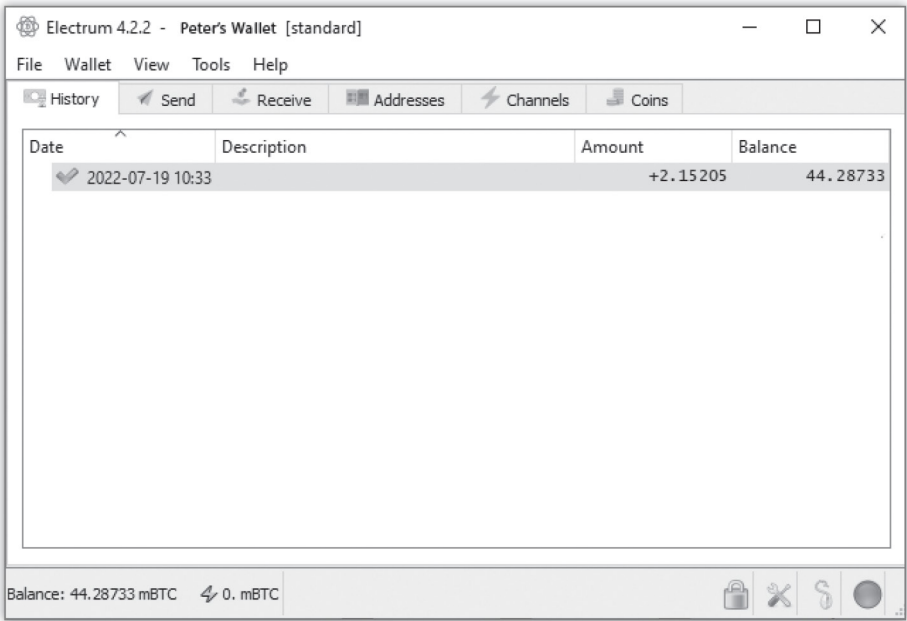 Electrum 4.2.2 - Peter's Wallet [standard]
File Wallet View Tools Help
History Send Receive Addresses Channels Coins
Date Description Amount Balance
2022-07-19 10:33 +2.15205 44.28733
Balance: 44.28733 mBTC 0. mBTC